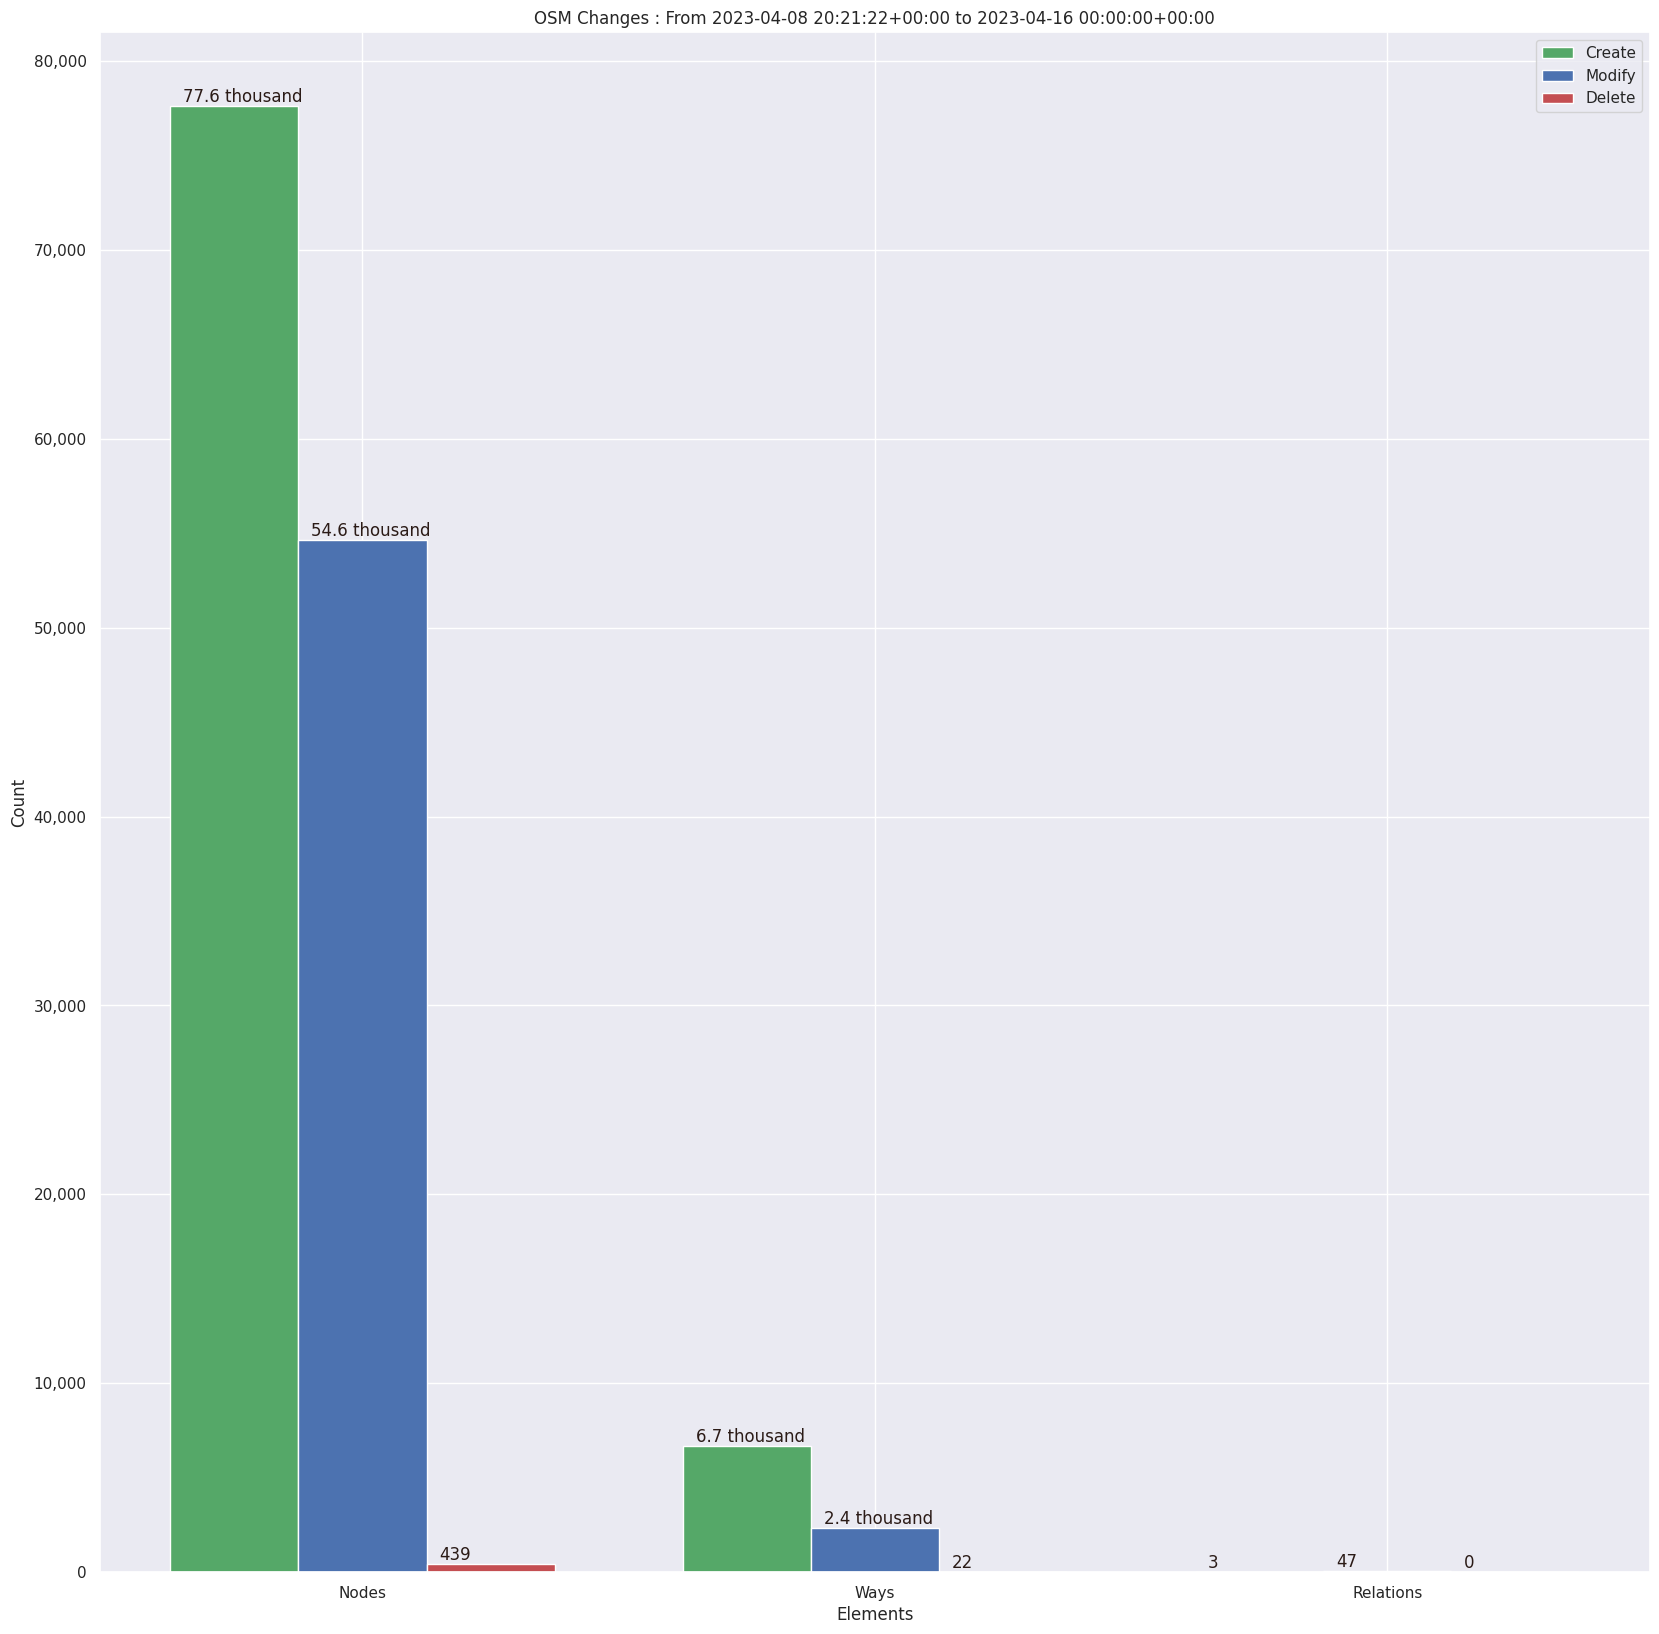 OSM Changes : From 2023-04-08 20:21:22+00:00 to 2023-04-16 00:00:00+00:00
Create
Modify
Delete
80,000
70,000
60,000
50,000
40,000
30,000
20,000
10,000
0
Count
77.6 thousand
54.6 thousand
439
6.7 thousand
2.4 thousand
22
3
47
0
Nodes
Ways
Relations
Elements